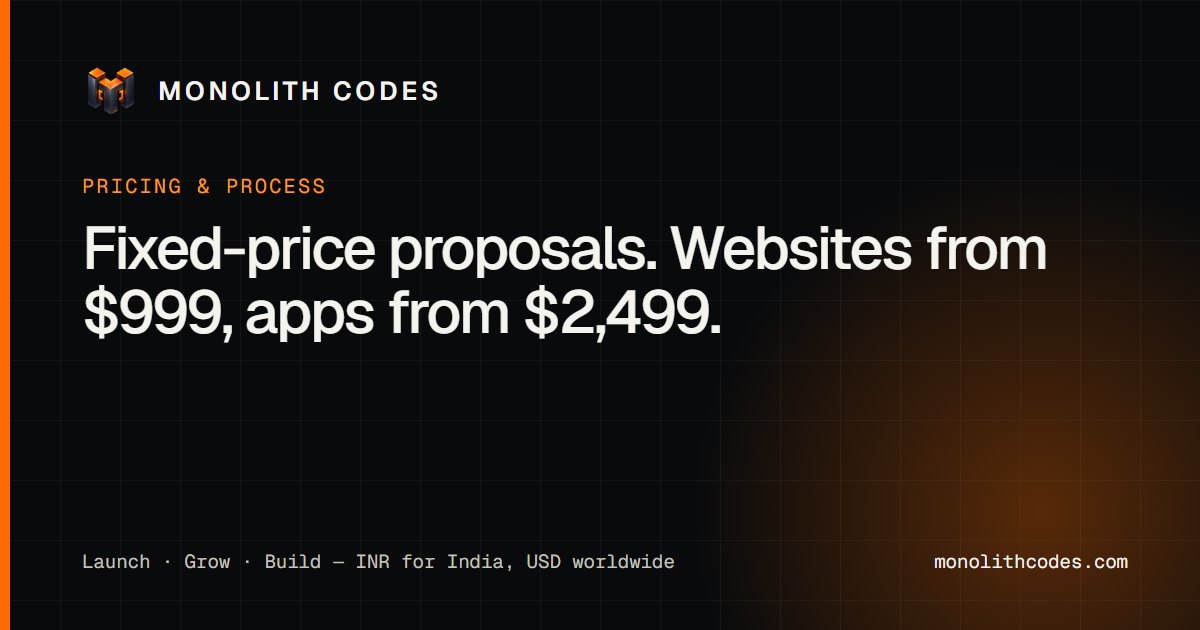 MONOLITH CODES
PRICING & PROCESS
Fixed-price proposals. Websites from
$999, apps from $2,499.
Launch · Grow · Build — INR for India, USD worldwide
monolithcodes.com